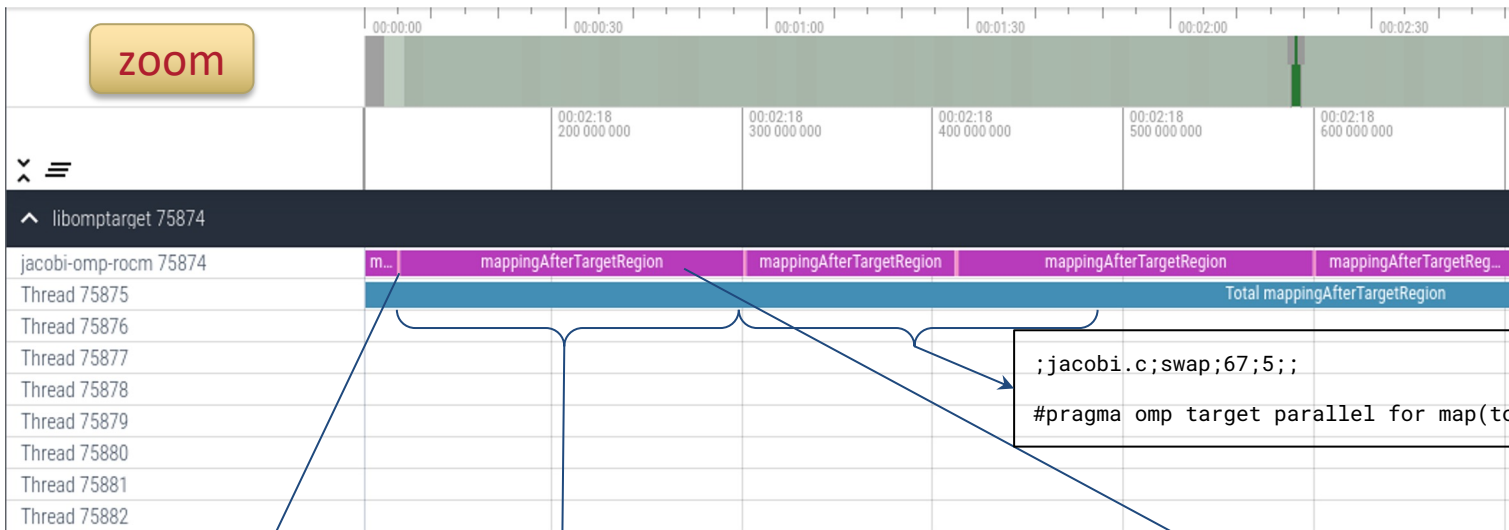 zoom
00:00:00 00:00:30 00:01:00 00:01:30 00:02:00 00:02:30
00:02:18 00:02:18 00:02:18 00:02:18 00:02:18
200 000 000 300 000 000 400 000 000 500 000 000 600 000 000
libomptarget 75874
jacobi-omp-rocm 75874 m... mappingAfterTargetRegion mappingAfterTargetRegion mappingAfterTargetRegion mappingAfterTargetReg...
Thread 75875 Total mappingAfterTargetRegion
Thread 75876
Thread 75877
;jacobi.c;swap;67;5;;
Thread 75878
Thread 75879
#pragma omp target parallel for map(to
Thread 75880
Thread 75881
Thread 75882